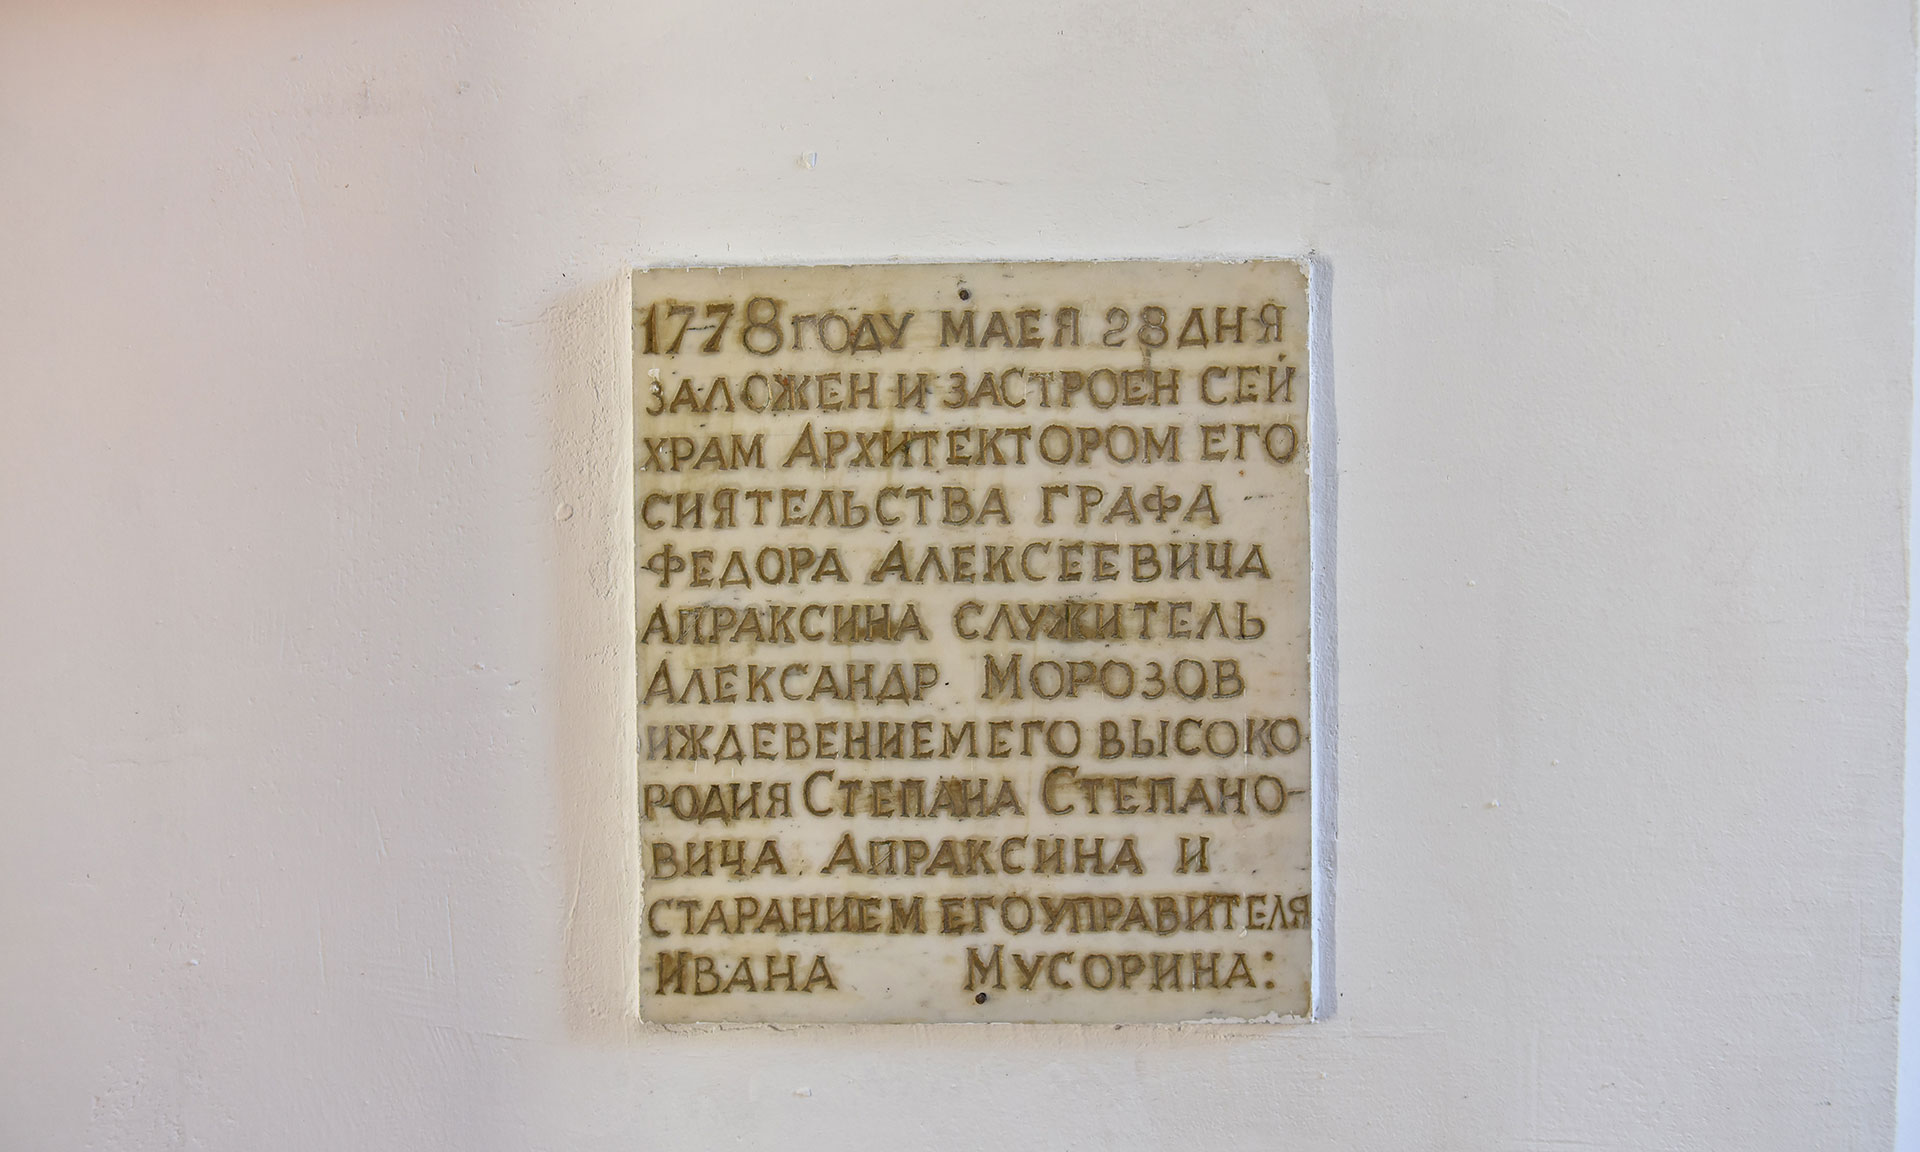 1778 ГОДУ МАЕЯ 28 ДНЯ
ЗАЛОЖЕН И ЗАСТРОЕН СЕЙ
ХРАМ АРХИТЕКТОРОМ ЕГО
СИЯТЕЛЬСТВА ГРАФА
ФЕДОРА АЛЕКСЕЕВИЧА
АПРАКСИНА СЛУЖИТЕЛЬ
АЛЕКСАНДР МОРОЗОВ
ИЖДЕВЕНИЕМ ЕГО ВЫСОКО
РОДИЯ СТЕПАНА СТЕПАНО-
ВИЧА АПРАКСИНА И
СТАРАНИЕМ ЕГО УПРАВИТЕЛЯ
ИВАНА МУСОРИНА: